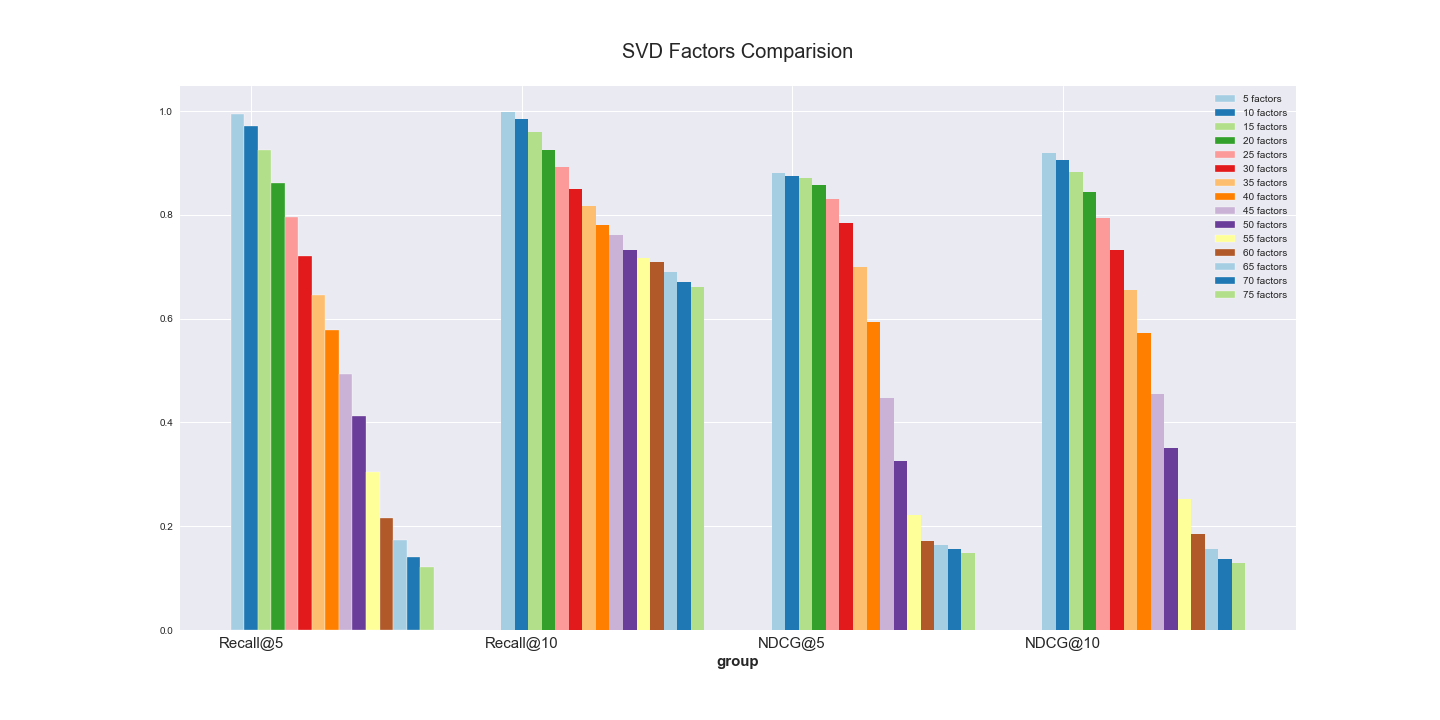 SVD Factors Comparision
1.0
0.8
0.6
0.4
0.2
0.0
5 factors
10 factors
15 factors
20 factors
25 factors
30 factors
35 factors
40 factors
45 factors
50 factors
55 factors
60 factors
65 factors
70 factors
75 factors
Recall@5 Recall@10 NDCG@5 NDCG@10
group